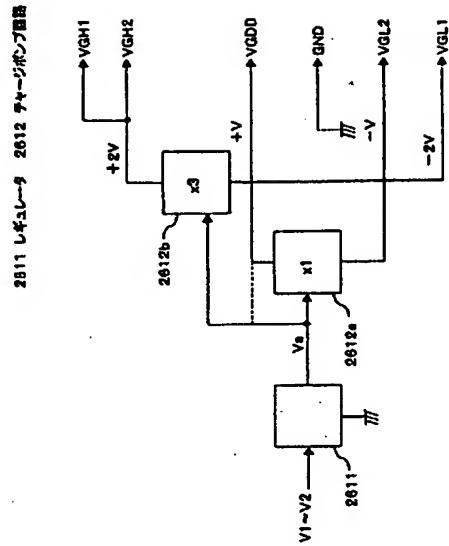 2611 レギュレータ 2612 チャージポンプ回路
VGH1
VGH2
+2V
x3
2612b
+V
VGDD
GND
VGL2
-V
x1
2612a
Va
VGL1
-2V
2611
V1~V2